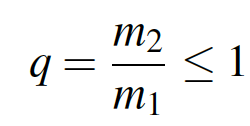 q = m₂/m₁ ≤ 1